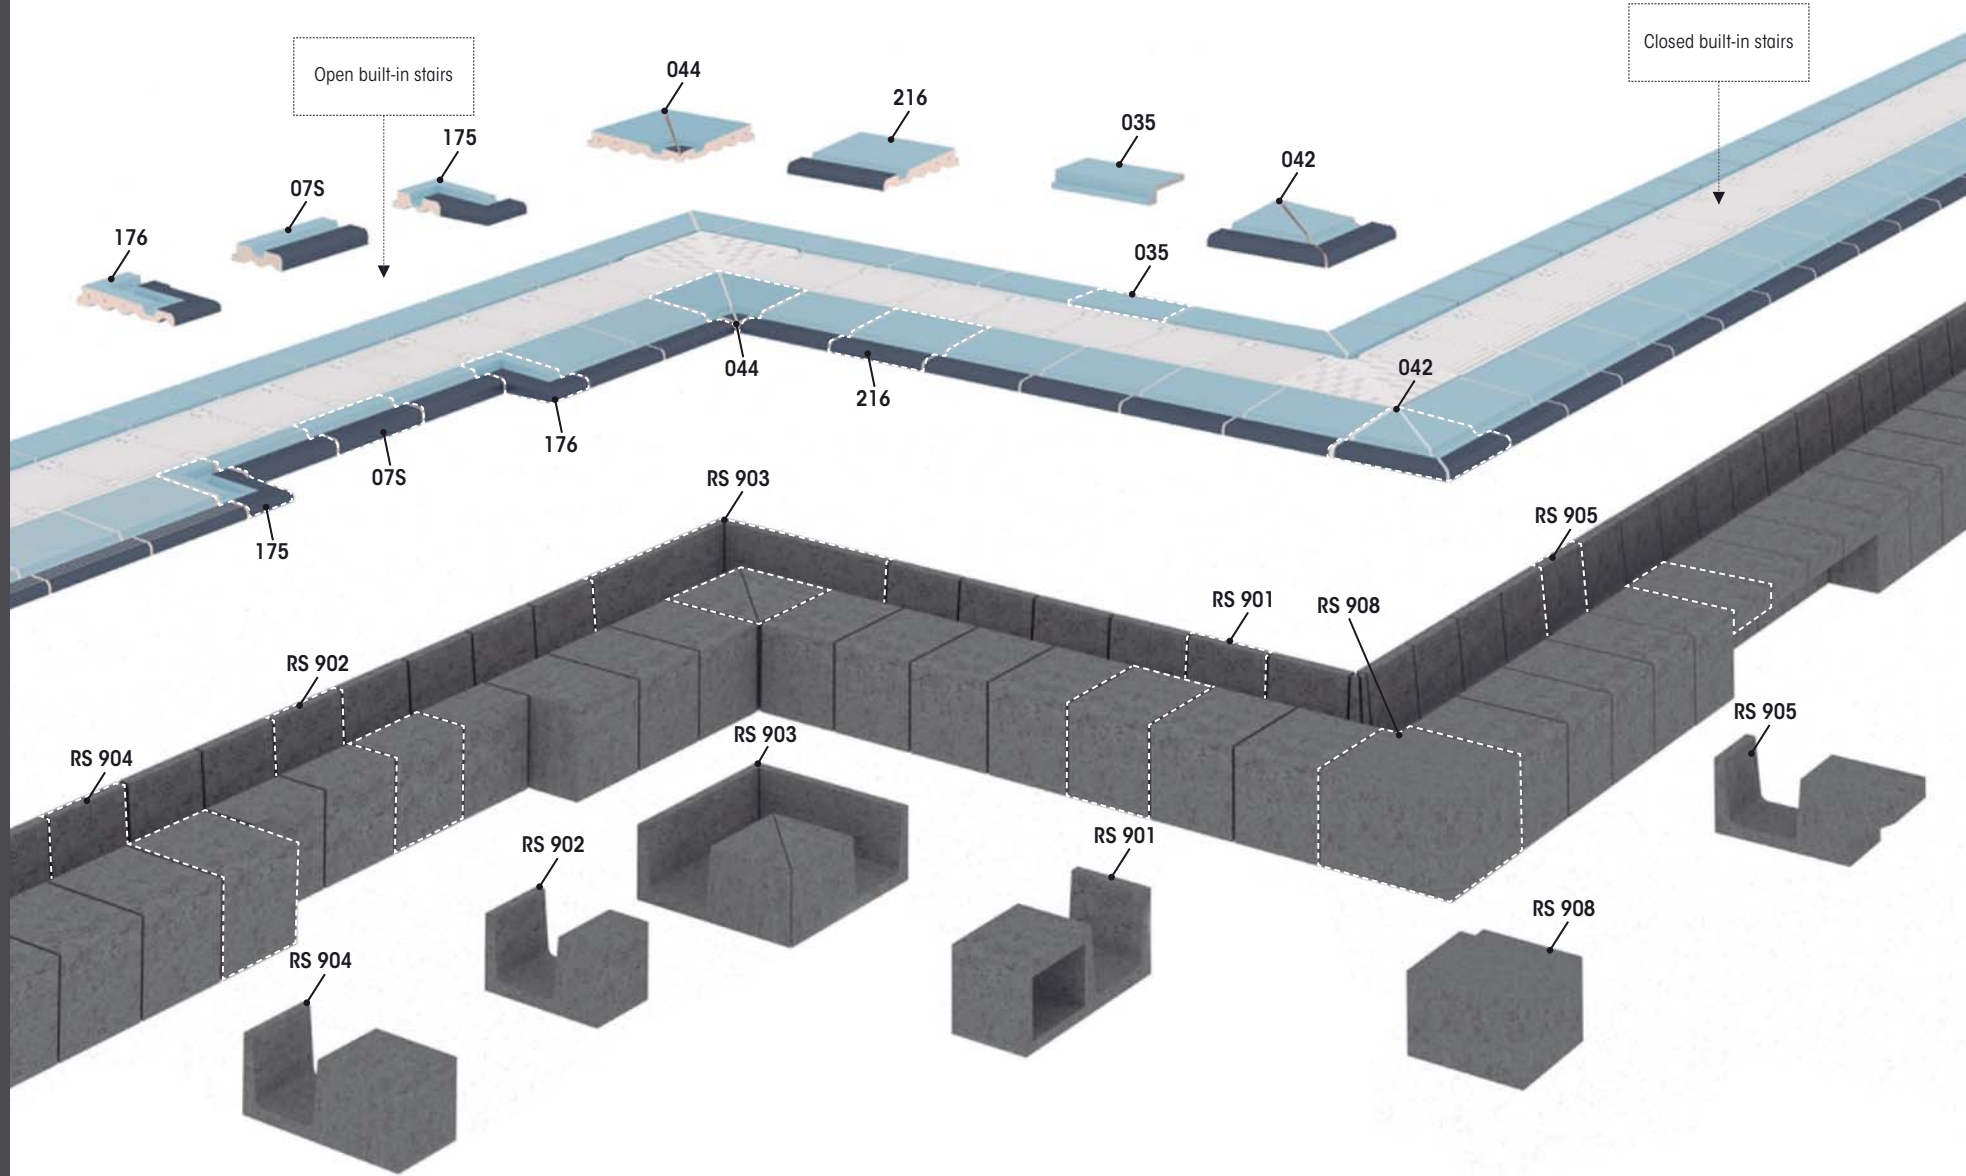 Closed built-in stairs
Open built-in stairs
044
216
035
175
042
07S
176
035
044
042
216
176
07S
RS 903
RS 905
175
RS 901
RS 908
RS 902
RS 905
RS 903
RS 904
RS 901
RS 902
RS 908
RS 904